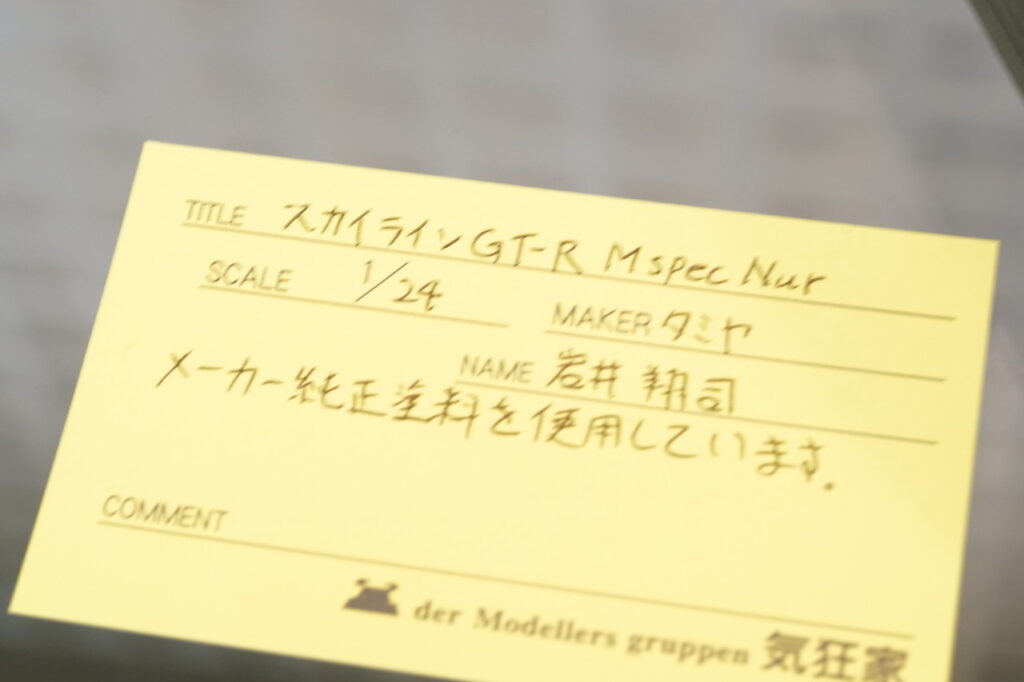 TITLE スカイラインGT-R Mspec Nur
SCALE 1/24
MAKER タミヤ
NAME 岩井 翔司
メーカー純正塗料を使用しています。
COMMENT
der Modellers gruppen 気狂家